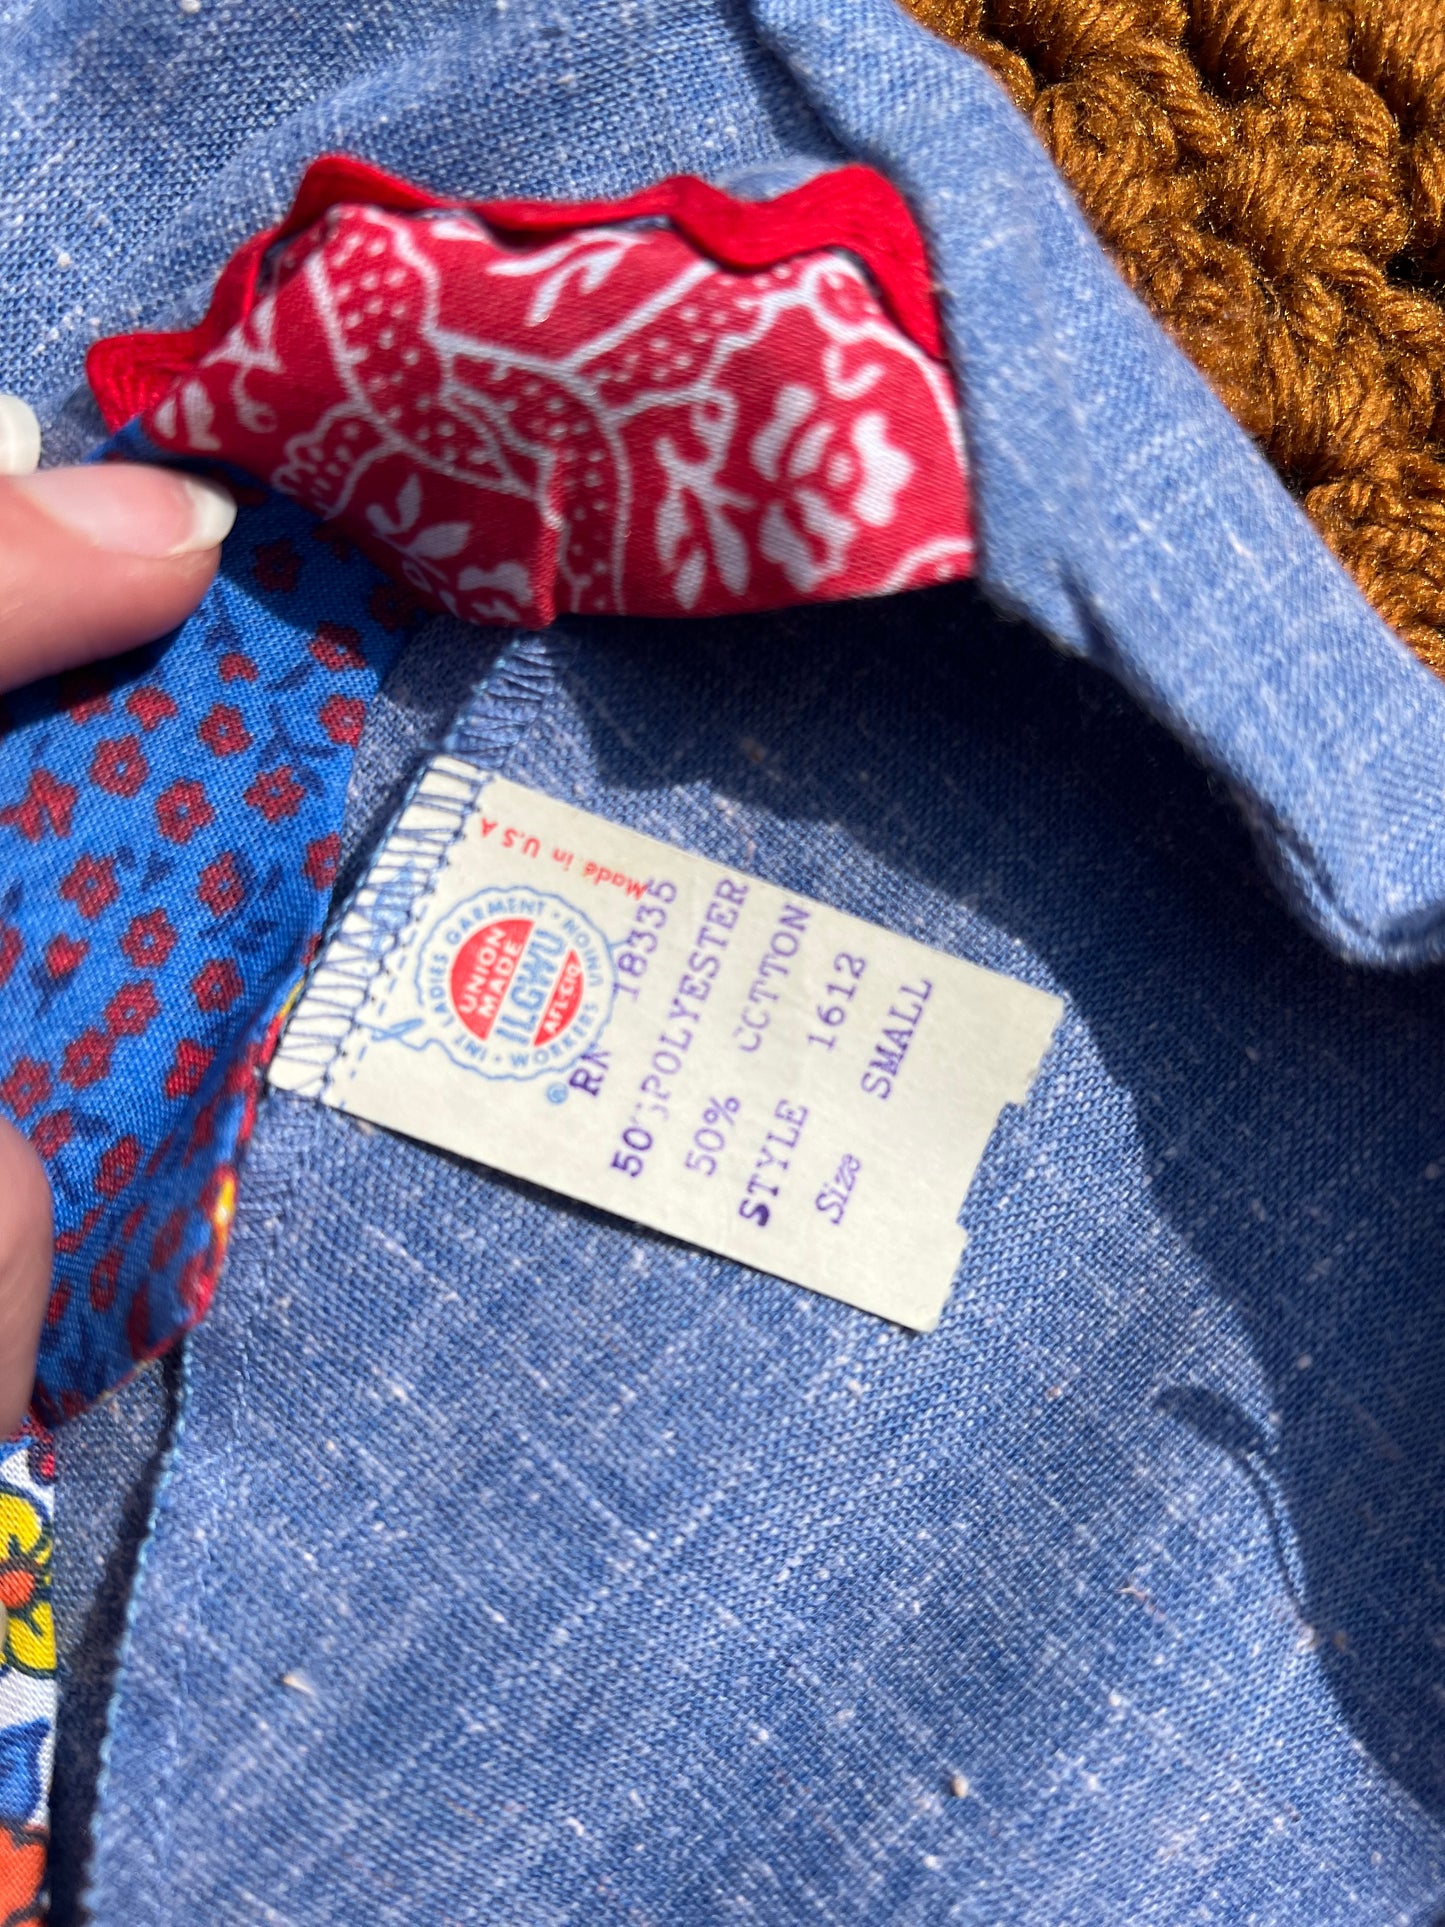 Made in U.S.A
INT'L LADIES GARMENT WORKERS UNION
UNION
MADE
ILGWU
AFL-CIO
®
RN 18335
50% POLYESTER
50% COTTON
STYLE 1612
Size SMALL